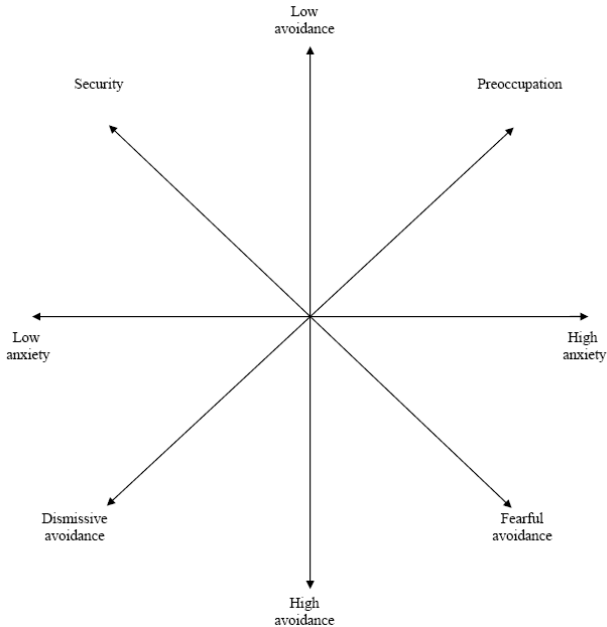 Low
avoidance
Security
Preoccupation
Low
anxiety
High
anxiety
Dismissive
avoidance
Fearful
avoidance
High
avoidance